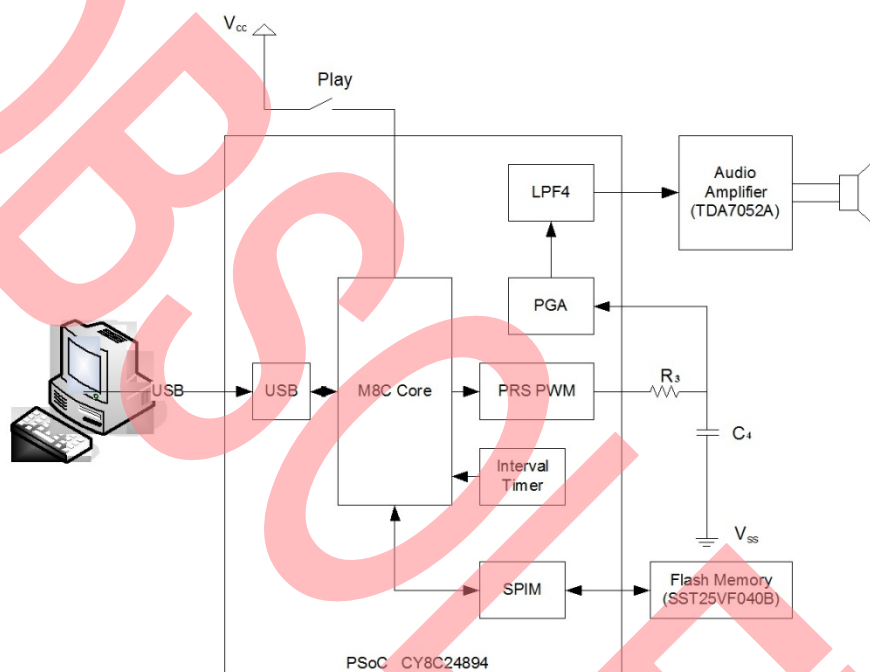 Vcc
Play
LPF4
Audio
Amplifier
(TDA7052A)
PGA
USB
USB
M8C Core
PRS PWM
R3
C4
Interval
Timer
Vss
SPIM
Flash Memory
(SST25VF040B)
PSoC CY8C24894